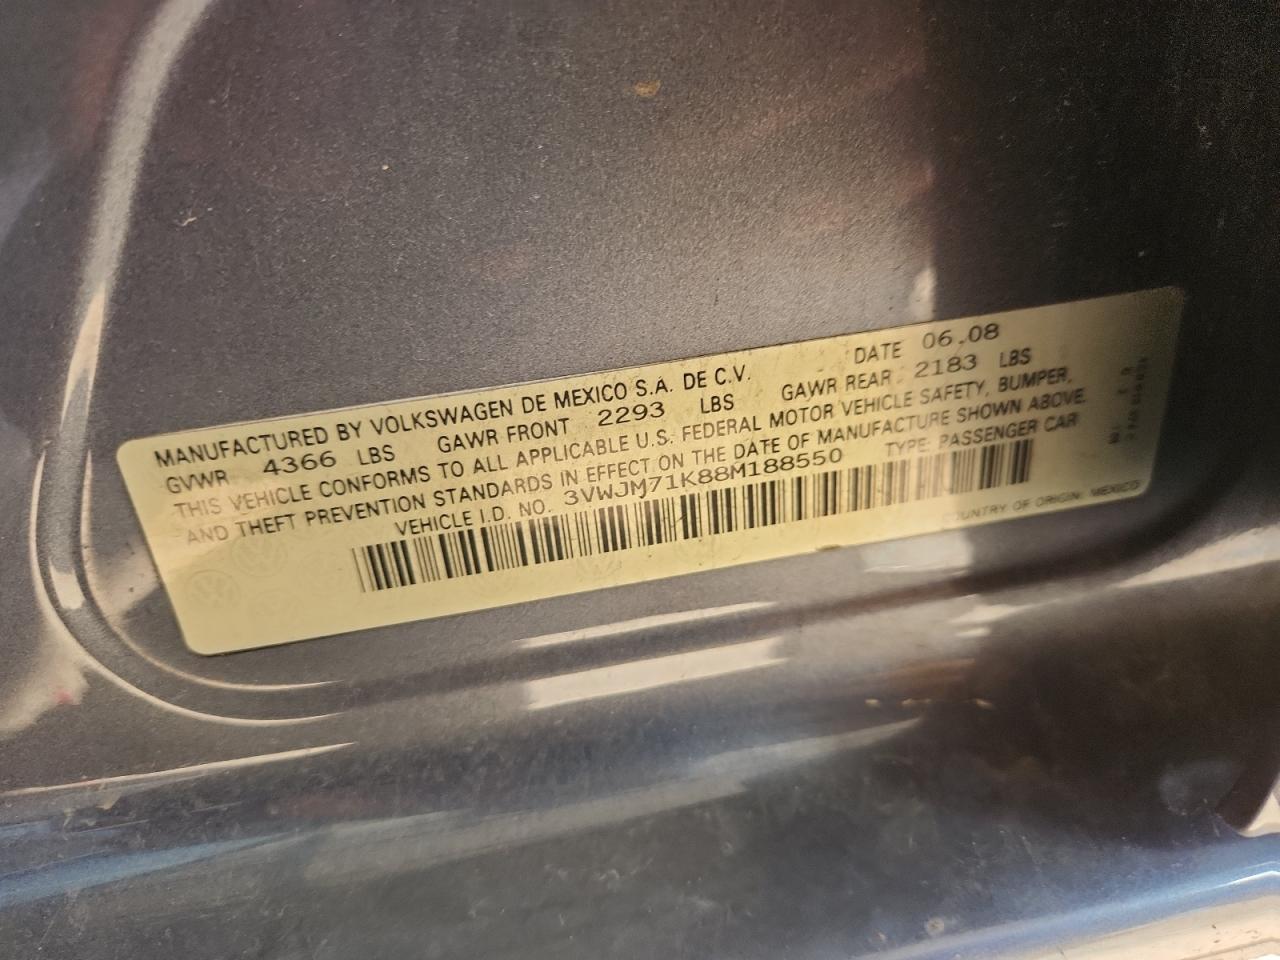 MANUFACTURED BY VOLKSWAGEN DE MEXICO S.A. DE C.V. DATE 06.08
GVWR 4366 LBS GAWR FRONT 2293 LBS GAWR REAR 2183 LBS
THIS VEHICLE CONFORMS TO ALL APPLICABLE U.S. FEDERAL MOTOR VEHICLE SAFETY, BUMPER,
AND THEFT PREVENTION STANDARDS IN EFFECT ON THE DATE OF MANUFACTURE SHOWN ABOVE.
VEHICLE I.D. NO. 3VWJM71K88M188550 TYPE: PASSENGER CAR
COUNTRY OF ORIGIN: MEXICO